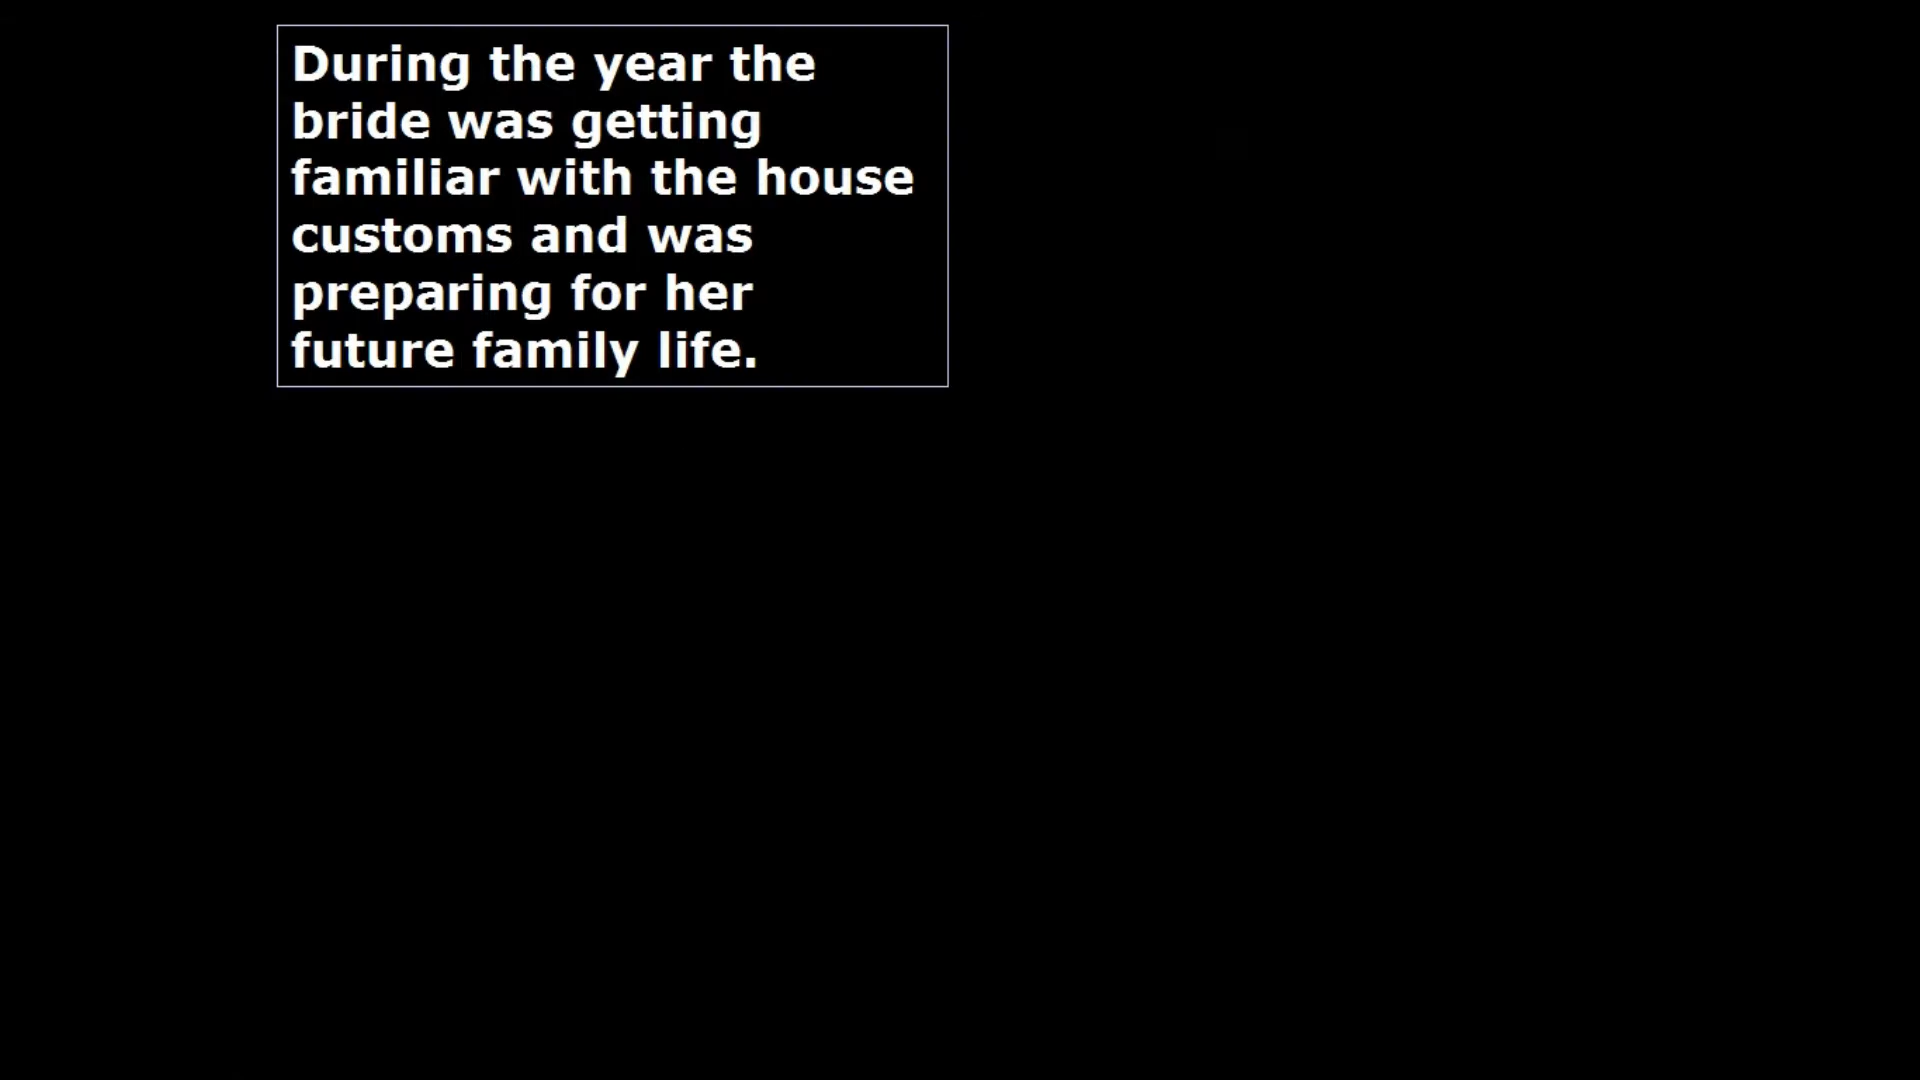 During the year the
bride was getting
familiar with the house
customs and was
preparing for her
future family life.